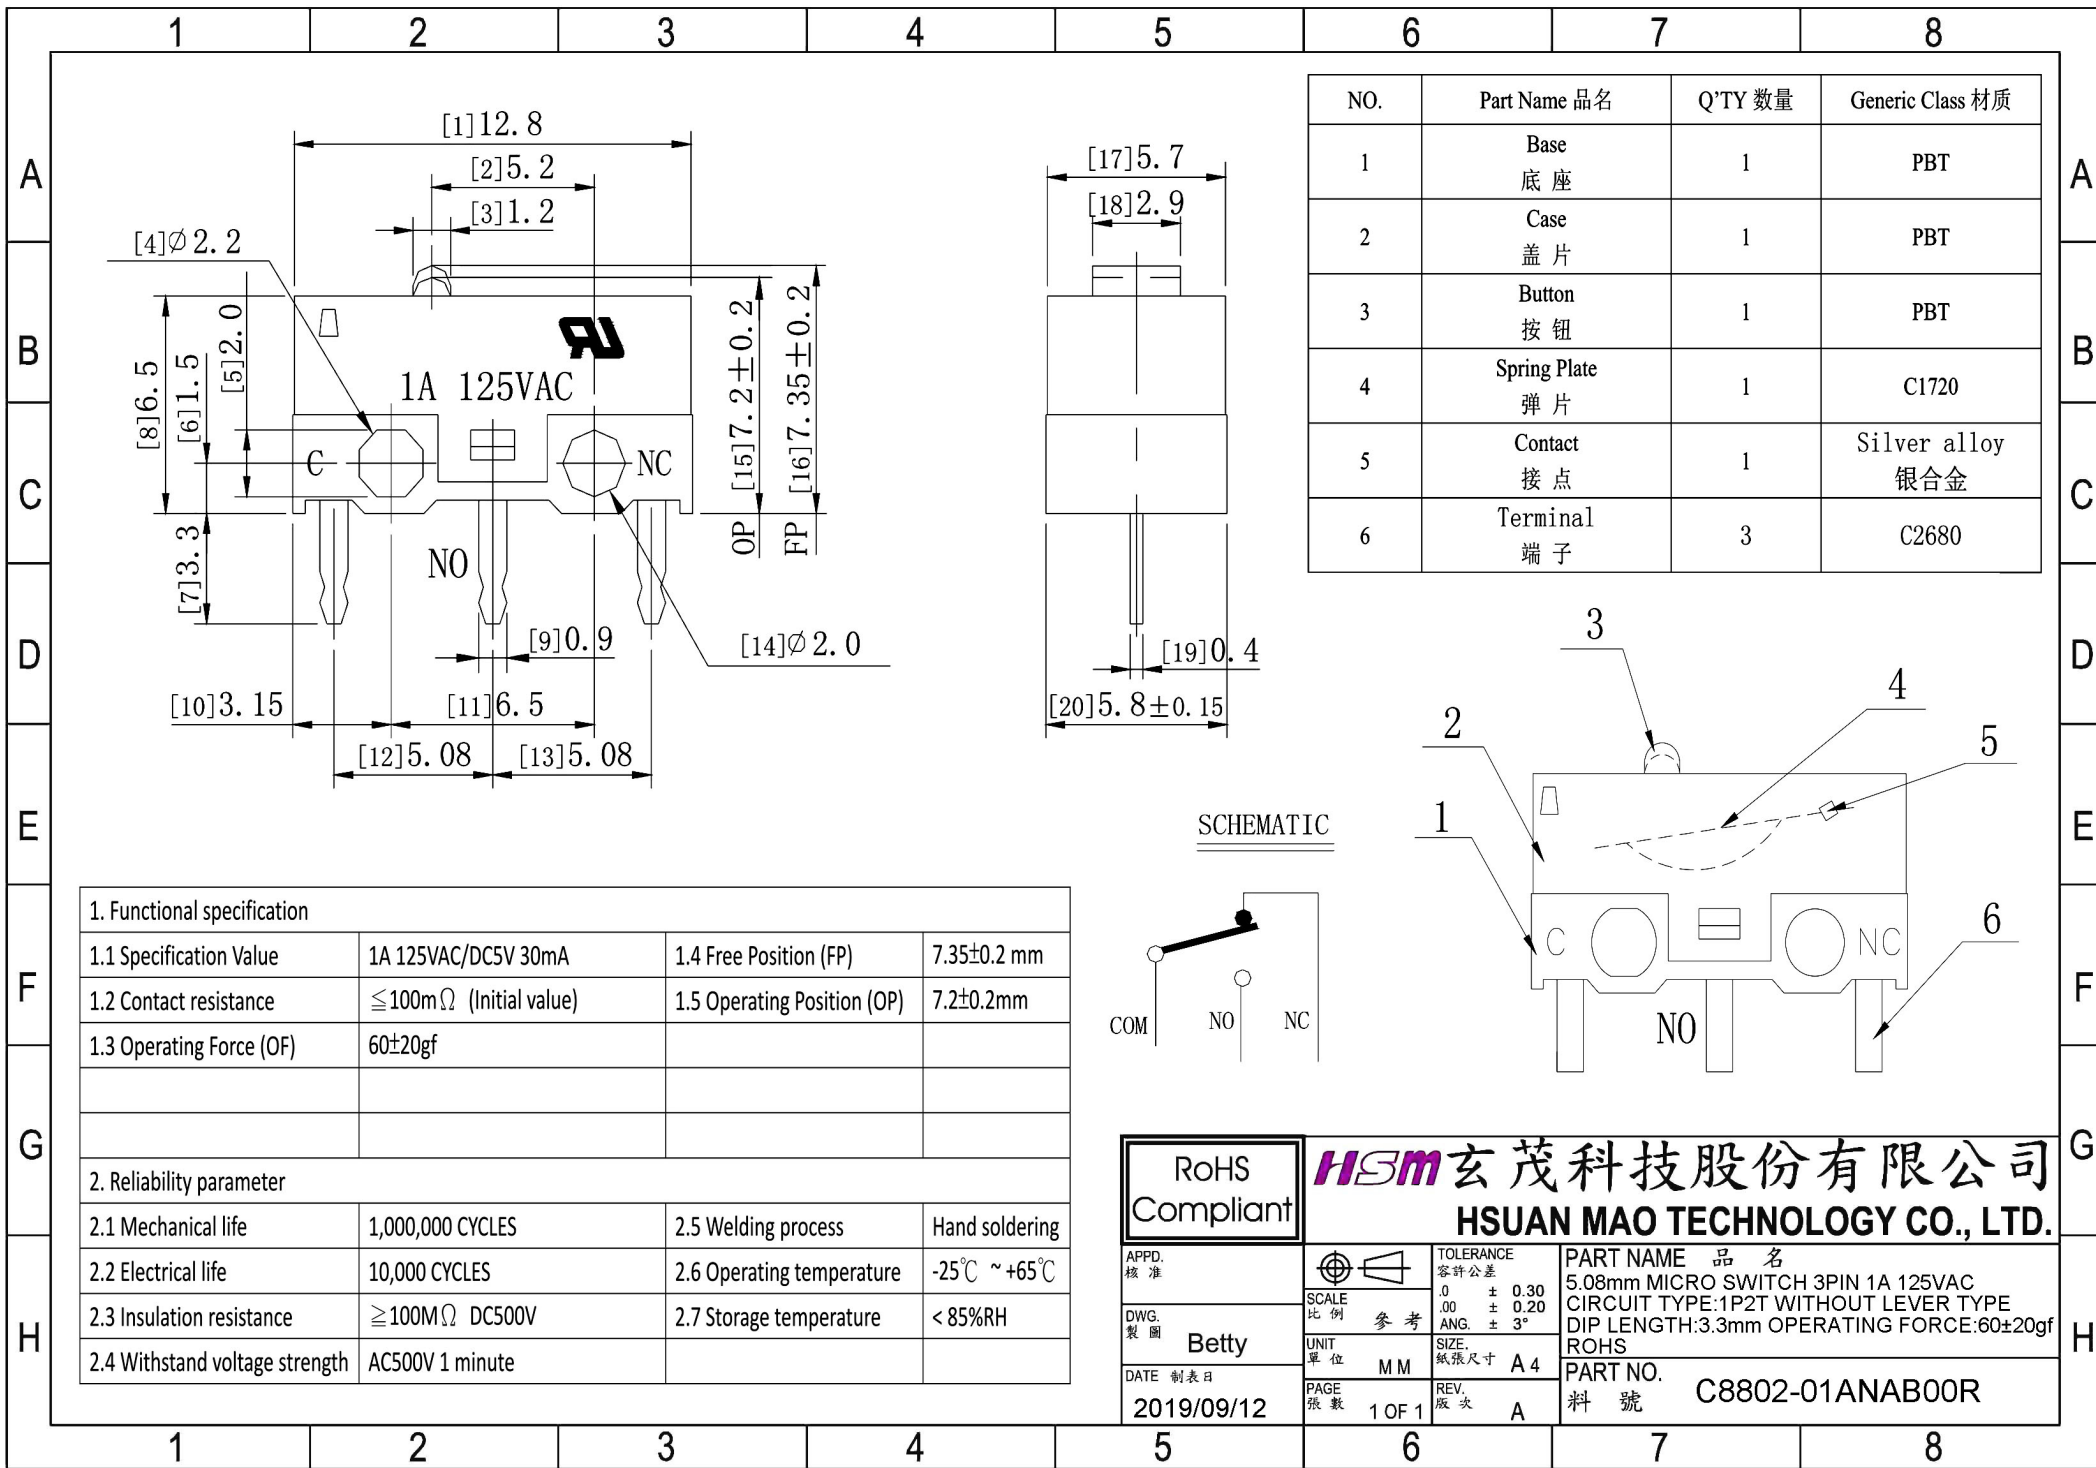 1 2 3 4 5 6 7 8
A
B
C
D
E
F
G
H
A
B
C
D
E
F
G
H
[1]12.8
[2]5.2
[3]1.2
[4]∅2.2
[5]2.0
[6]1.5
[8]6.5
[7]3.3
1A 125VAC
C
NC
NO
[15]7.2±0.2
OP
[16]7.35±0.2
FP
[9]0.9
[14]∅2.0
[10]3.15
[11]6.5
[12]5.08
[13]5.08
[17]5.7
[18]2.9
[19]0.4
[20]5.8±0.15
NO. Part Name 品名 Q'TY 数量 Generic Class 材质
1 Base 底 座 1 PBT
2 Case 盖 片 1 PBT
3 Button 按 钮 1 PBT
4 Spring Plate 弹 片 1 C1720
5 Contact 接 点 1 Silver alloy 银合金
6 Terminal 端 子 3 C2680
3
4
2
5
1
6
C
NC
NO
SCHEMATIC
COM NO NC
1. Functional specification
1.1 Specification Value 1A 125VAC/DC5V 30mA 1.4 Free Position (FP) 7.35±0.2 mm
1.2 Contact resistance ≦100mΩ (Initial value) 1.5 Operating Position (OP) 7.2±0.2mm
1.3 Operating Force (OF) 60±20gf
2. Reliability parameter
2.1 Mechanical life 1,000,000 CYCLES 2.5 Welding process Hand soldering
2.2 Electrical life 10,000 CYCLES 2.6 Operating temperature -25℃ ~ +65℃
2.3 Insulation resistance ≧100MΩ DC500V 2.7 Storage temperature < 85%RH
2.4 Withstand voltage strength AC500V 1 minute
RoHS
Compliant
HSM 玄茂科技股份有限公司
HSUAN MAO TECHNOLOGY CO., LTD.
APPD.
核 准
DWG.
製 圖 Betty
DATE 制表日
2019/09/12
SCALE
比 例 參 考
UNIT
單 位 MM
PAGE
張 數 1 OF 1
TOLERANCE
容許公差
.0 ± 0.30
.00 ± 0.20
ANG. ± 3°
SIZE.
紙張尺寸 A4
REV.
版 次 A
PART NAME 品 名
5.08mm MICRO SWITCH 3PIN 1A 125VAC
CIRCUIT TYPE:1P2T WITHOUT LEVER TYPE
DIP LENGTH:3.3mm OPERATING FORCE:60±20gf
ROHS
PART NO.
料 號 C8802-01ANAB00R
1 2 3 4 5 6 7 8